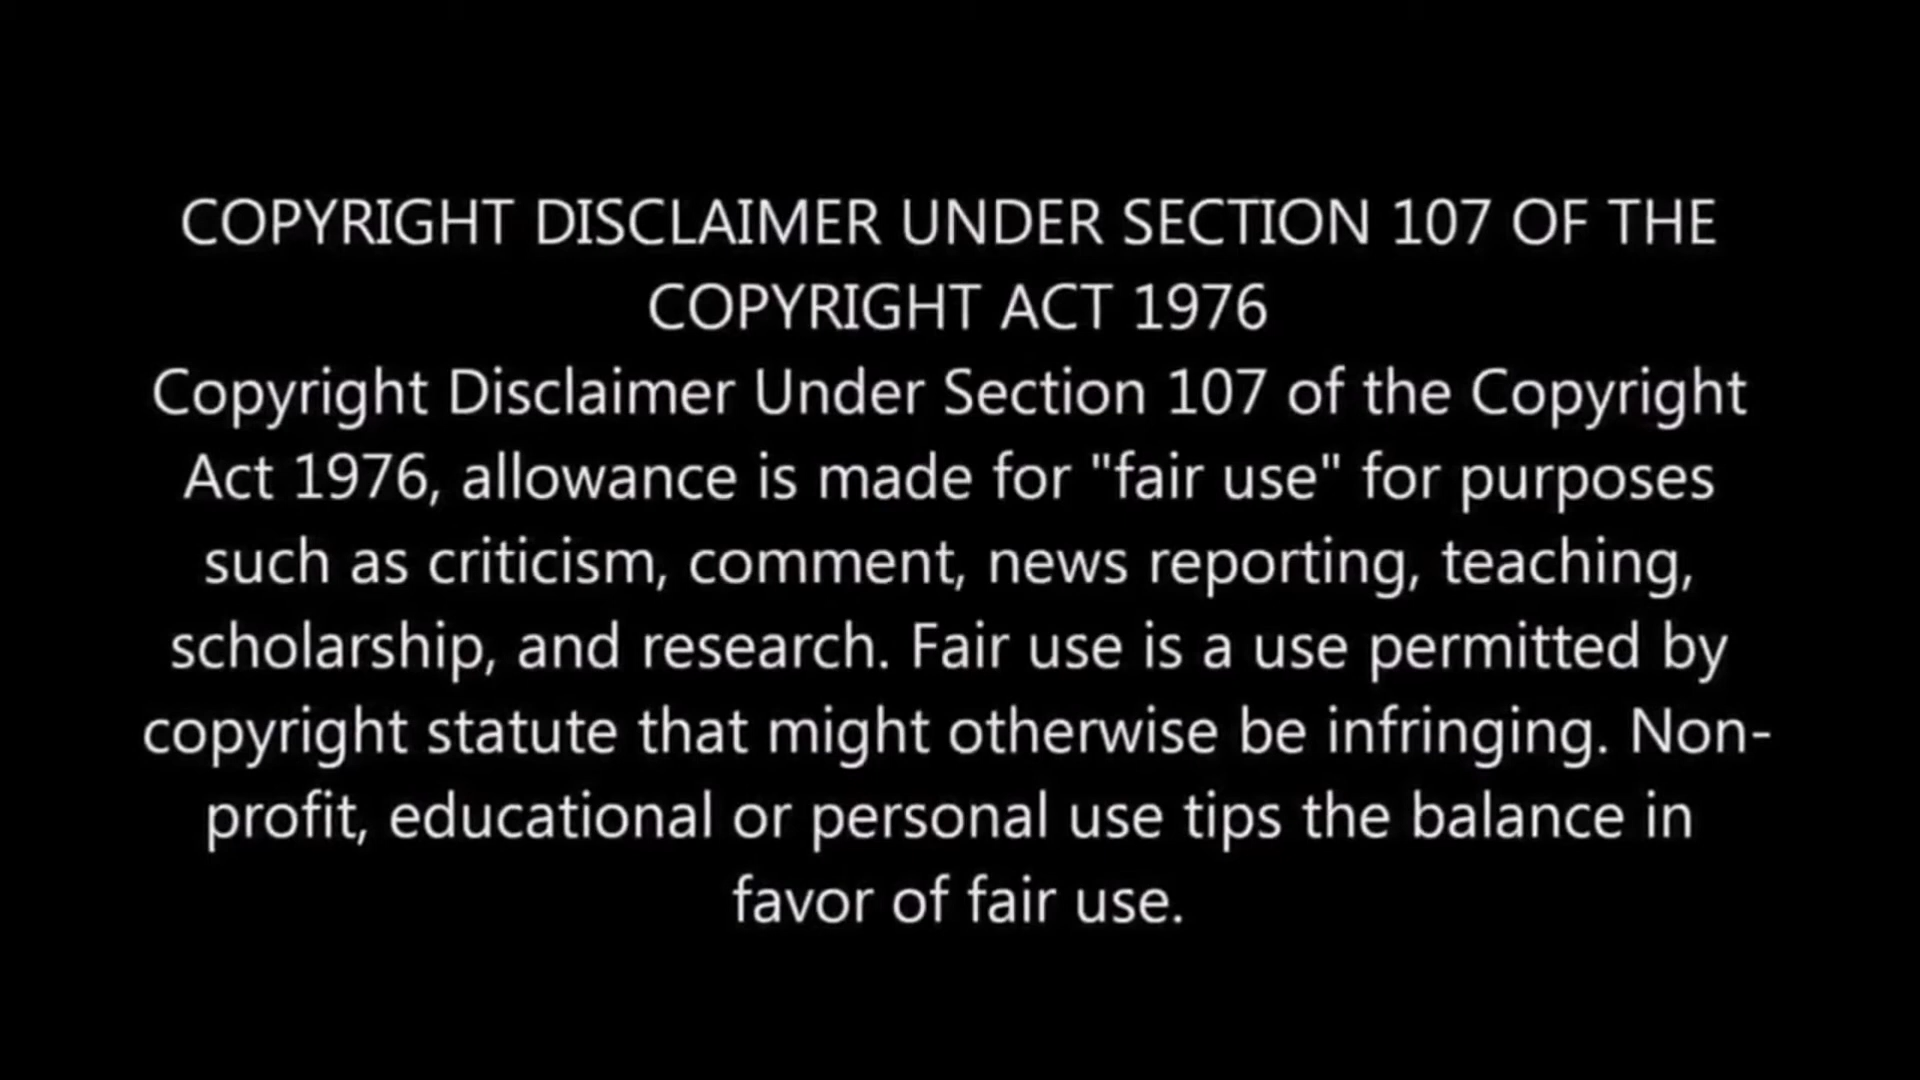 COPYRIGHT DISCLAIMER UNDER SECTION 107 OF THE
COPYRIGHT ACT 1976
Copyright Disclaimer Under Section 107 of the Copyright
Act 1976, allowance is made for "fair use" for purposes
such as criticism, comment, news reporting, teaching,
scholarship, and research. Fair use is a use permitted by
copyright statute that might otherwise be infringing. Non-
profit, educational or personal use tips the balance in
favor of fair use.